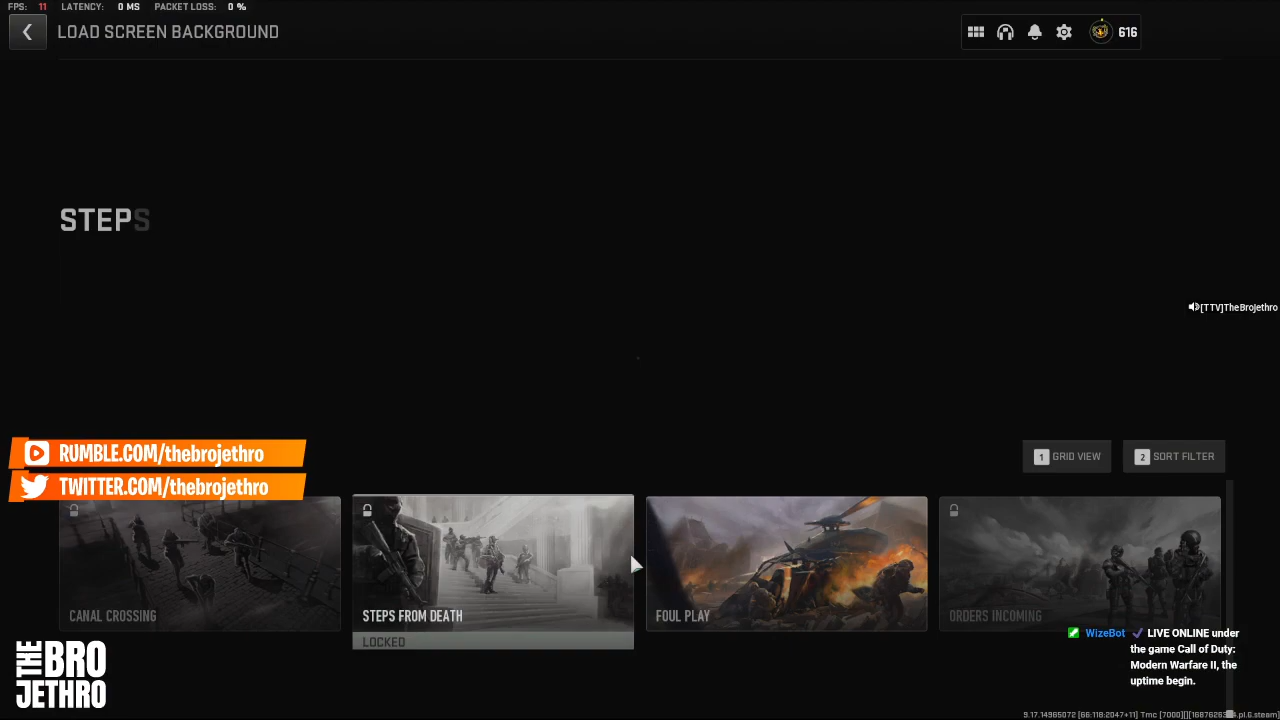 FPS: 11 LATENCY: 0 MS PACKET LOSS: 0 %
LOAD SCREEN BACKGROUND
616
STEPS
[TTV]TheBrojethro
RUMBLE.COM/thebrojethro
1 GRID VIEW
2 SORT FILTER
TWITTER.COM/thebrojethro
CANAL CROSSING
STEPS FROM DEATH
FOUL PLAY
ORDERS INCOMING
LOCKED
WizeBot LIVE ONLINE under
the game Call of Duty:
Modern Warfare II, the
uptime begin.
THE BRO
JETHRO